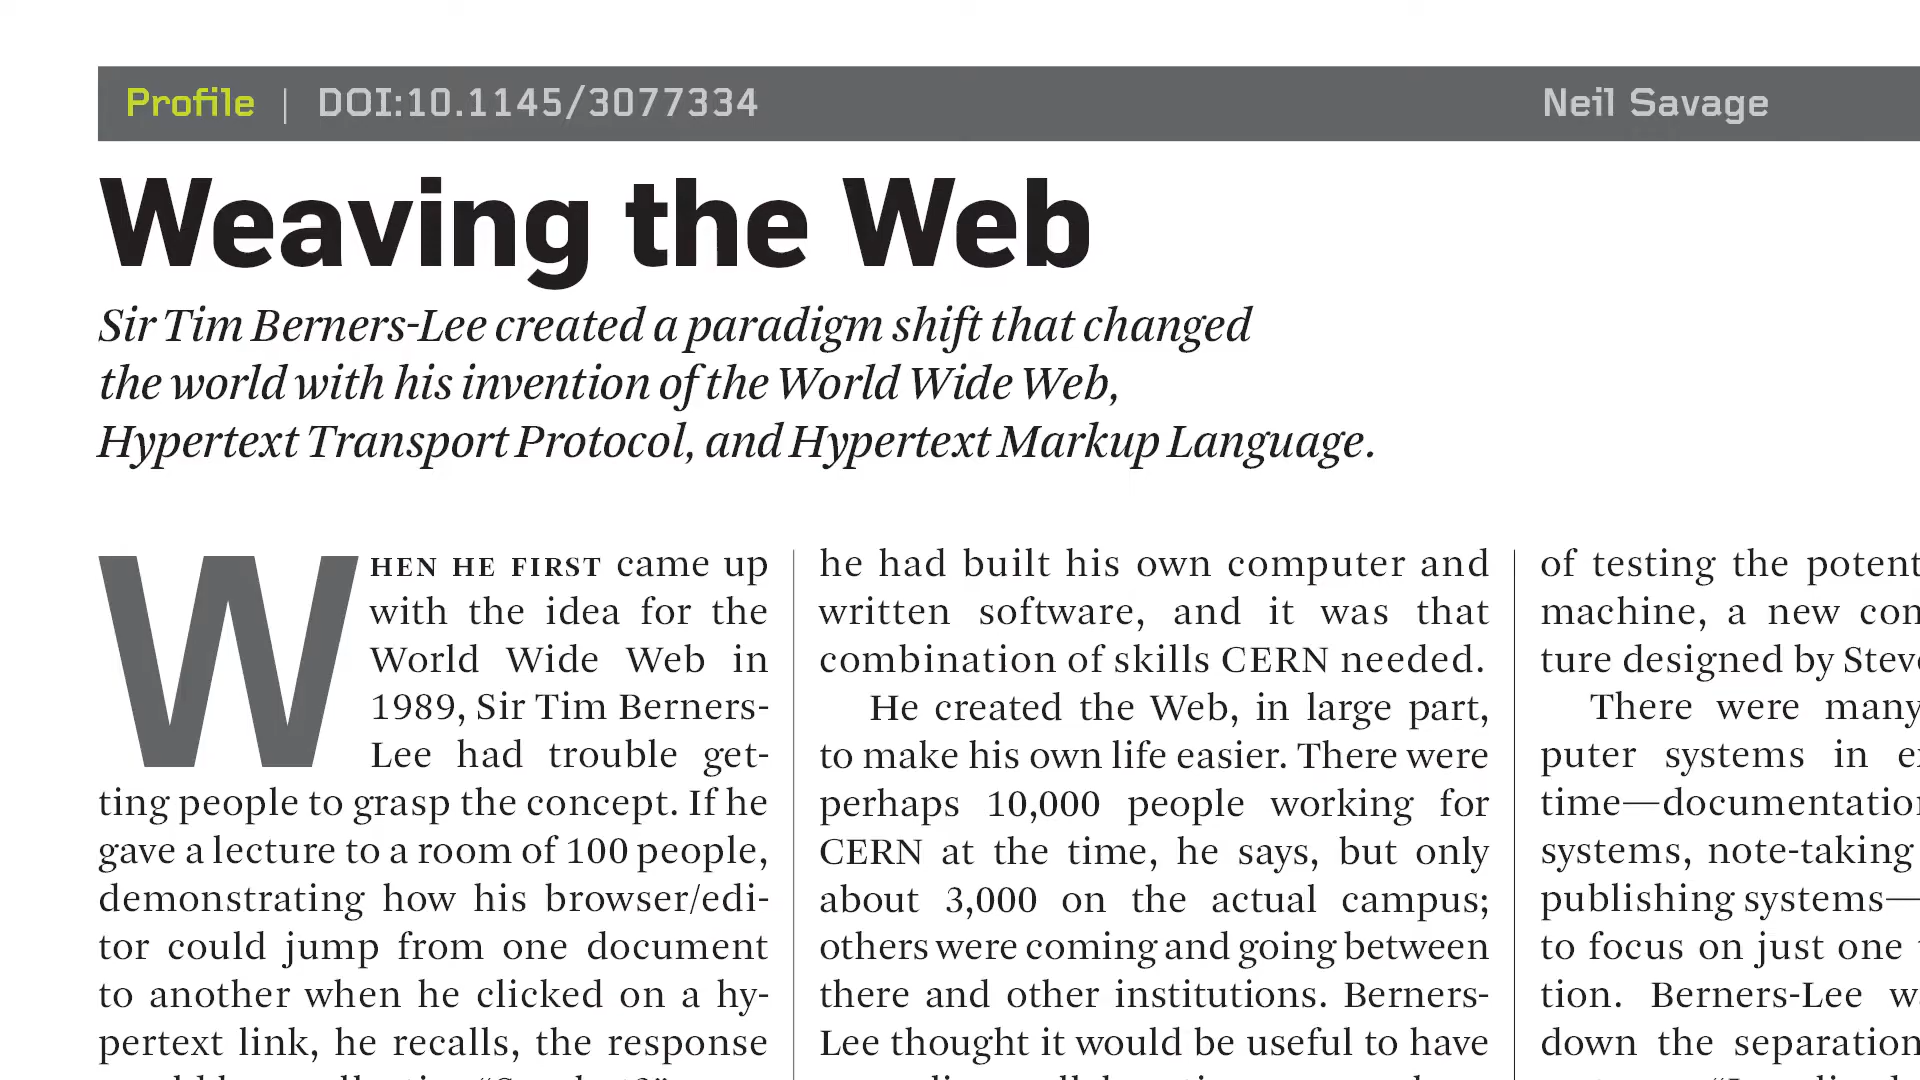 Profile | DOI:10.1145/3077334
Neil Savage
Weaving the Web
Sir Tim Berners-Lee created a paradigm shift that changed
the world with his invention of the World Wide Web,
Hypertext Transport Protocol, and Hypertext Markup Language.
WHEN HE FIRST came up
with the idea for the
World Wide Web in
1989, Sir Tim Berners-
Lee had trouble get-
ting people to grasp the concept. If he
gave a lecture to a room of 100 people,
demonstrating how his browser/edi-
tor could jump from one document
to another when he clicked on a hy-
pertext link, he recalls, the response
he had built his own computer and
written software, and it was that
combination of skills CERN needed.
He created the Web, in large part,
to make his own life easier. There were
perhaps 10,000 people working for
CERN at the time, he says, but only
about 3,000 on the actual campus;
others were coming and going between
there and other institutions. Berners-
Lee thought it would be useful to have
of testing the
machine, a new
ture designed by
There were many
puter systems in
time—
systems, note-taking
publishing systems—
to focus on just one
tion. Berners-Lee
down the